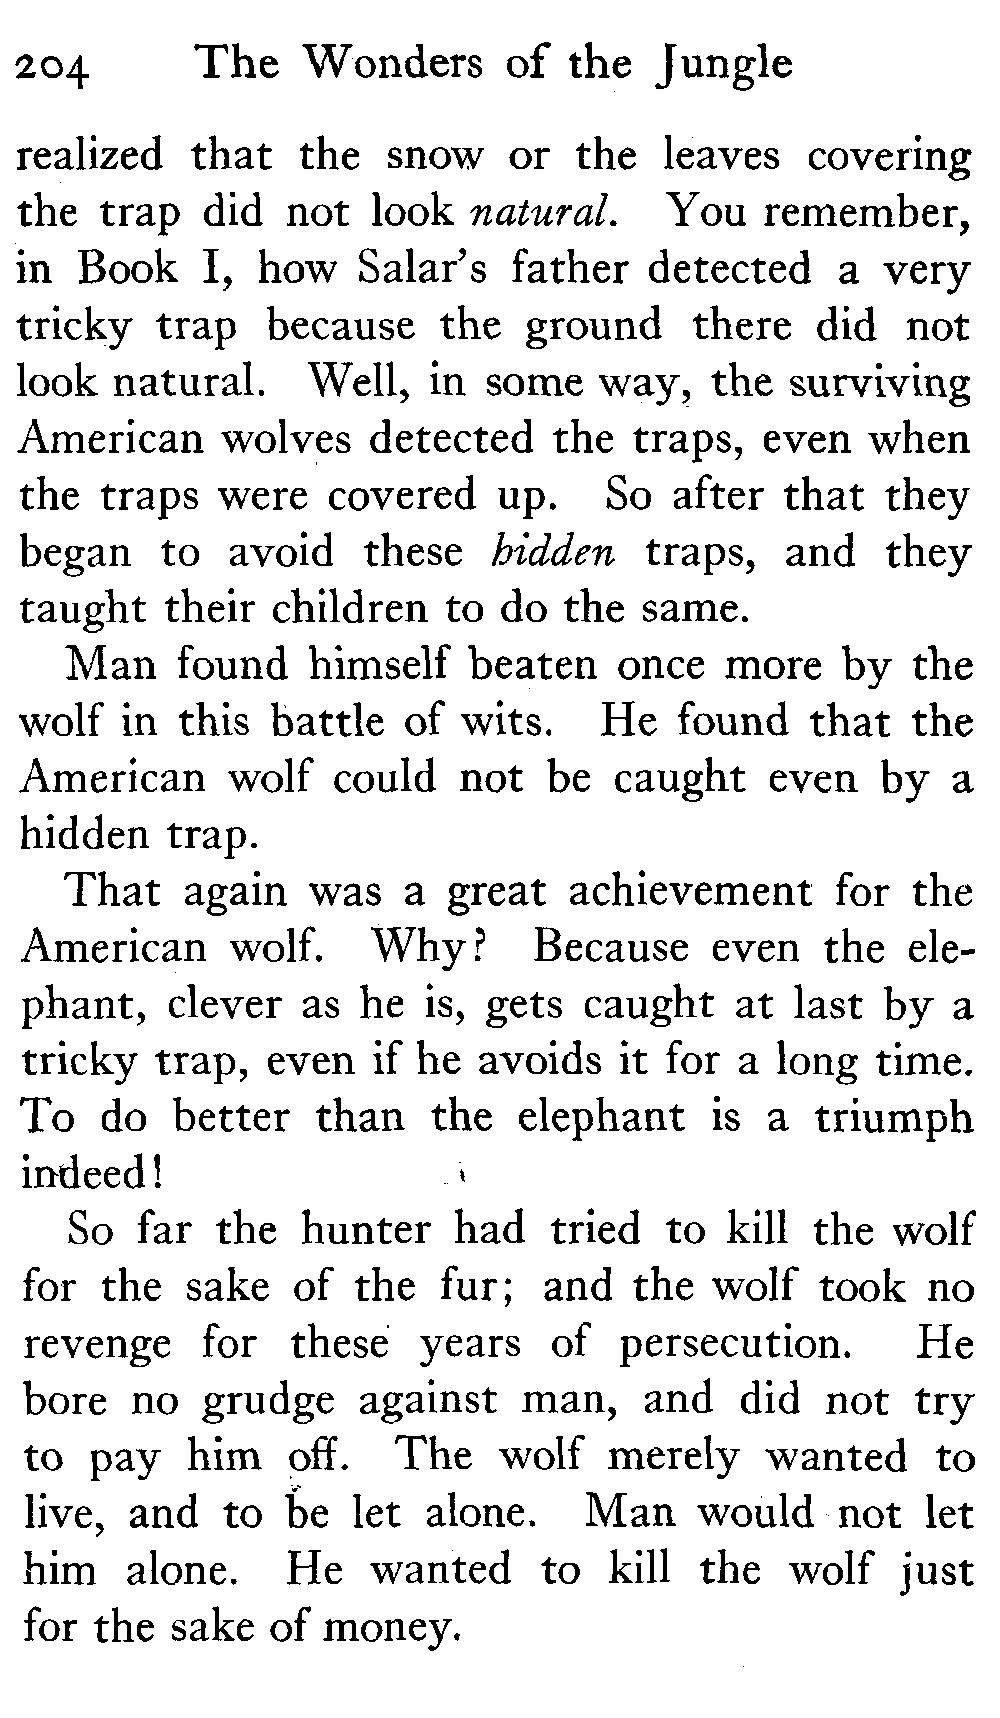 204 The Wonders of the Jungle
realized that the snow or the leaves covering
the trap did not look natural. You remember,
in Book I, how Salar's father detected a very
tricky trap because the ground there did not
look natural. Well, in some way, the surviving
American wolves detected the traps, even when
the traps were covered up. So after that they
began to avoid these hidden traps, and they
taught their children to do the same.
Man found himself beaten once more by the
wolf in this battle of wits. He found that the
American wolf could not be caught even by a
hidden trap.
That again was a great achievement for the
American wolf. Why? Because even the ele-
phant, clever as he is, gets caught at last by a
tricky trap, even if he avoids it for a long time.
To do better than the elephant is a triumph
indeed!
So far the hunter had tried to kill the wolf
for the sake of the fur; and the wolf took no
revenge for these years of persecution. He
bore no grudge against man, and did not try
to pay him off. The wolf merely wanted to
live, and to be let alone. Man would not let
him alone. He wanted to kill the wolf just
for the sake of money.